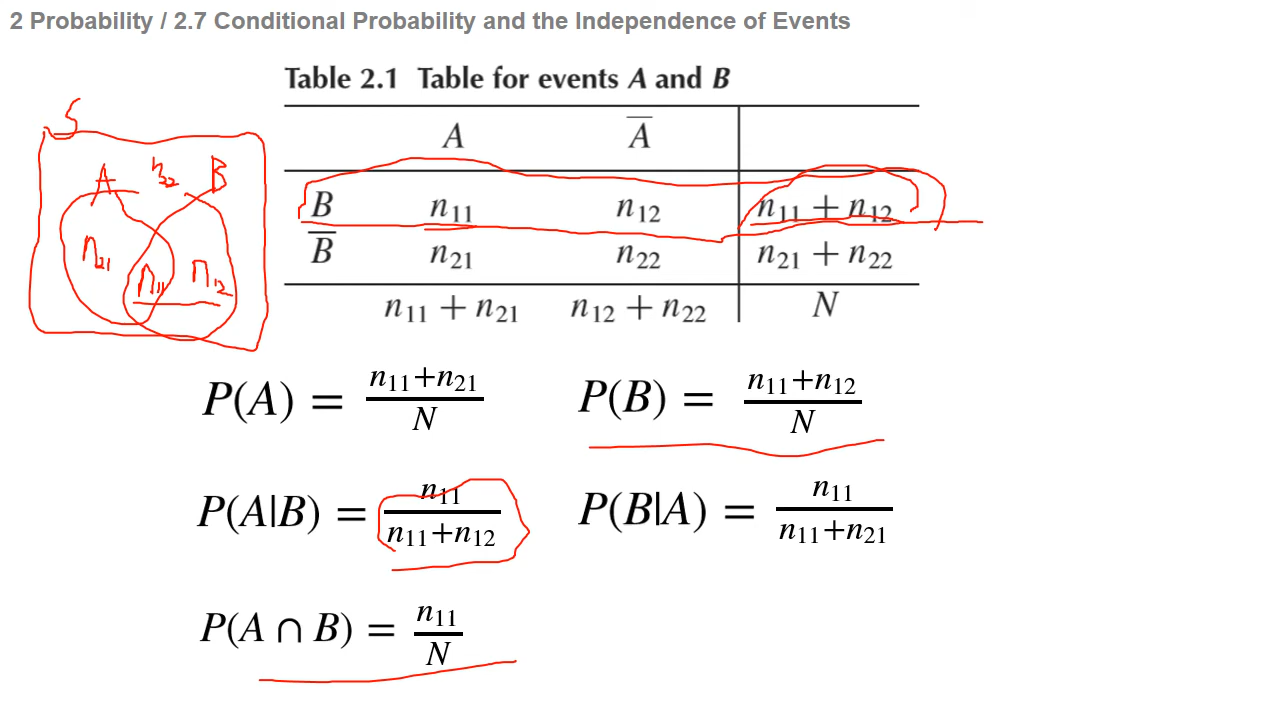 2 Probability / 2.7 Conditional Probability and the Independence of Events
Table 2.1 Table for events A and B
S
A n22 B
n21 n11 n12
A A̅
B n11 n12 n11 + n12
B̅ n21 n22 n21 + n22
n11 + n21 n12 + n22 N
P(A) = n11+n21 / N P(B) = n11+n12 / N
P(A|B) = n11 / n11+n12 P(B|A) = n11 / n11+n21
P(A ∩ B) = n11 / N